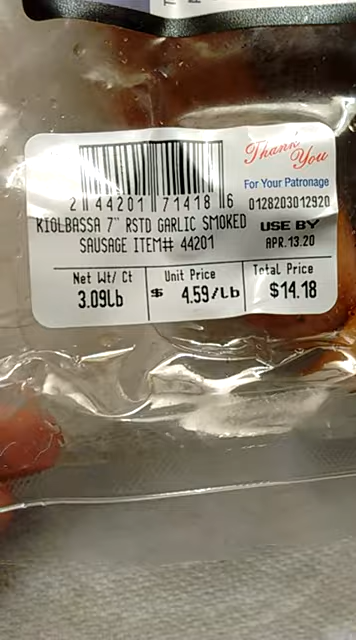 2 44201 71418 6
Thank You
For Your Patronage
0128203012920
KIOLBASSA 7" RSTD GARLIC SMOKED
SAUSAGE ITEM# 44201
USE BY
APR.13.20
Net Wt/ Ct
3.09Lb
Unit Price
$ 4.59/Lb
Total Price
$14.18